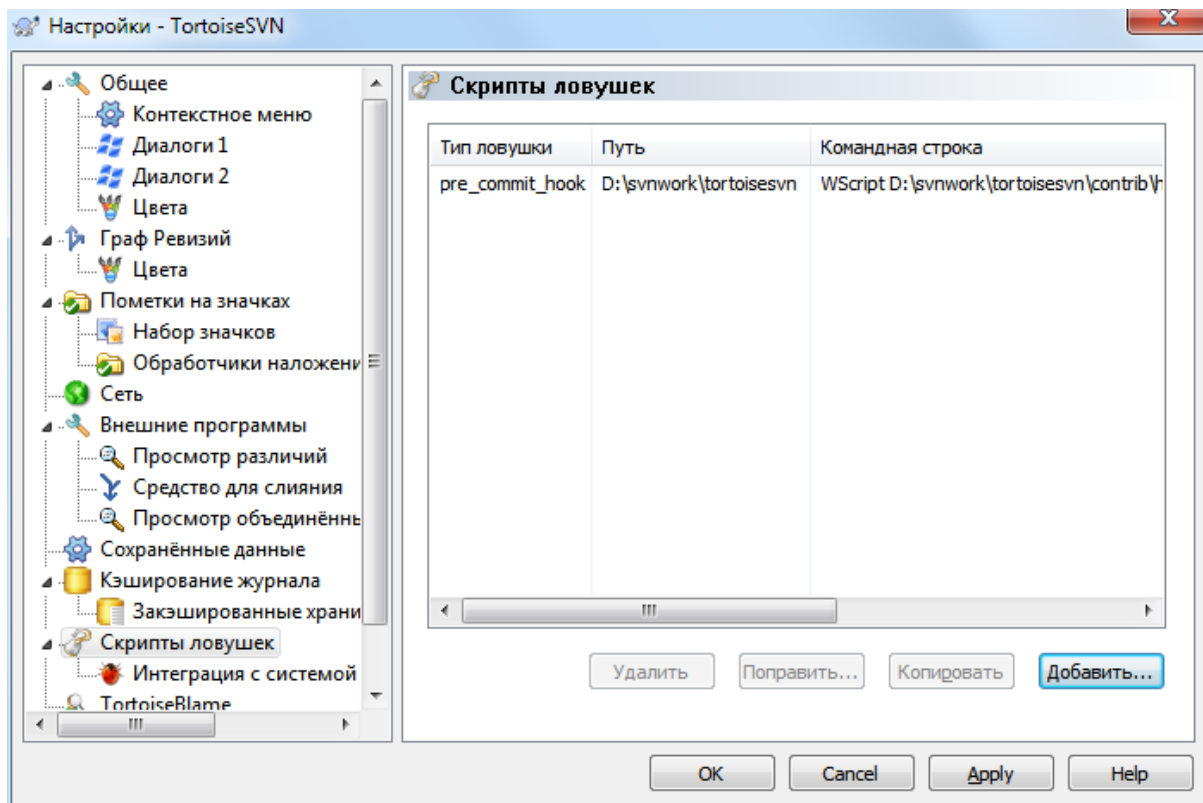 Настройки - TortoiseSVN
Общее
Контекстное меню
Диалоги 1
Диалоги 2
Цвета
Граф Ревизий
Цвета
Пометки на значках
Набор значков
Обработчики наложени
Сеть
Внешние программы
Просмотр различий
Средство для слияния
Просмотр объединённь
Сохранённые данные
Кэширование журнала
Закэшированные храни
Скрипты ловушек
Интеграция с системой
TortoiseBlame
Скрипты ловушек
Тип ловушки Путь Командная строка
pre_commit_hook D:\svnwork\tortoisesvn WScript D:\svnwork\tortoisesvn\contrib\h
Удалить Поправить... Копировать Добавить...
OK Cancel Apply Help